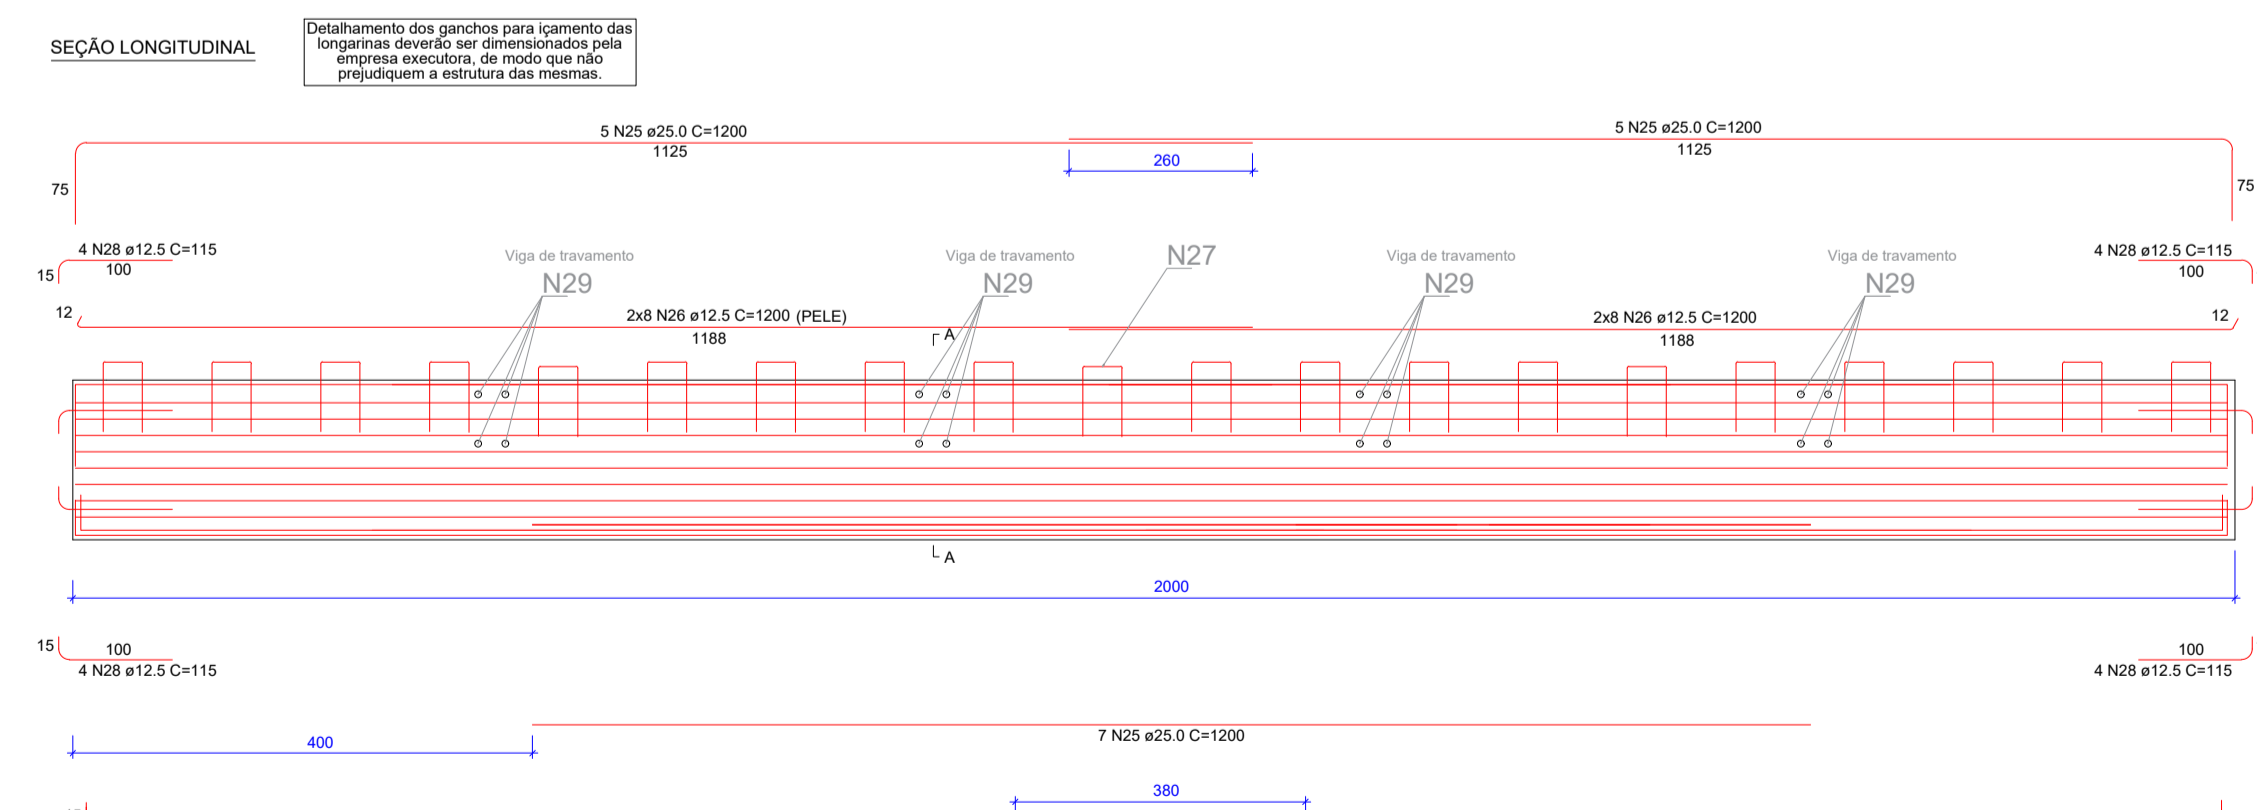 SEÇÃO LONGITUDINAL
Detalhamento dos ganchos para içamento das
longarinas deverão ser dimensionados pela
empresa executora, de modo que não
prejudiquem a estrutura das mesmas.
5 N25 ø25.0 C=1200
5 N25 ø25.0 C=1200
1125
1125
260
75
75
4 N28 ø12.5 C=115
4 N28 ø12.5 C=115
100
100
15
Viga de travamento
Viga de travamento
N27
Viga de travamento
Viga de travamento
N29
N29
N29
N29
12
2x8 N26 ø12.5 C=1200 (PELE)
2x8 N26 ø12.5 C=1200
12
1188
A
1188
A
2000
15
100
100
4 N28 ø12.5 C=115
4 N28 ø12.5 C=115
7 N25 ø25.0 C=1200
400
380